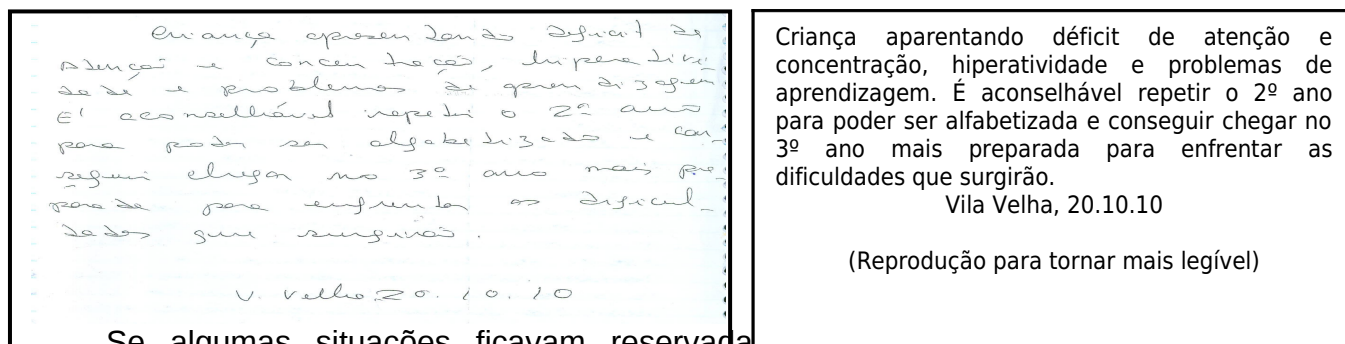 Criança apresentando deficit de
atenção e concentração, hiperativi-
dade e problemas de aprendizagem
E' aconselhável repetir o 2º ano
para poder ser alfabetizado e con-
seguir chegar no 3º ano mais pre-
parada para enfrentar as dificul-
dades que surgirão.
V. Velha 20.10.10
Criança aparentando déficit de atenção e
concentração, hiperatividade e problemas de
aprendizagem. É aconselhável repetir o 2º ano
para poder ser alfabetizada e conseguir chegar no
3º ano mais preparada para enfrentar as
dificuldades que surgirão.
Vila Velha, 20.10.10
(Reprodução para tornar mais legível)
Se algumas situações ficavam reservada